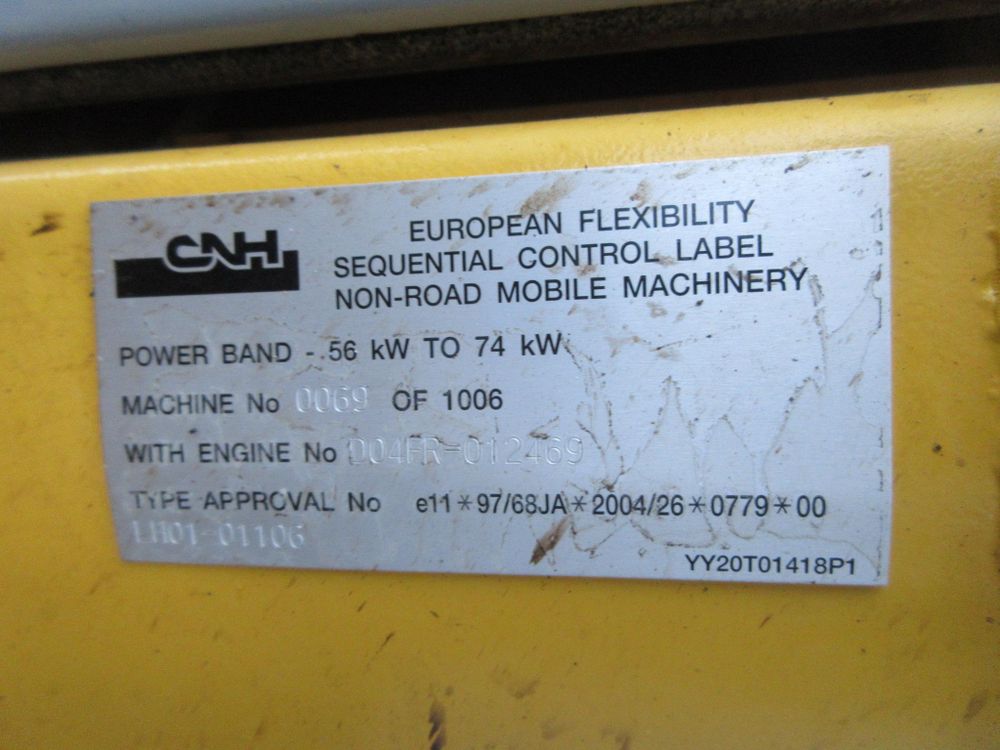 CNH
EUROPEAN FLEXIBILITY
SEQUENTIAL CONTROL LABEL
NON-ROAD MOBILE MACHINERY
POWER BAND - 56 kW TO 74 kW
MACHINE No 0069 OF 1006
WITH ENGINE No D04FR-012469
TYPE APPROVAL No e11*97/68JA*2004/26*0779*00
LH01-01106
YY20T01418P1